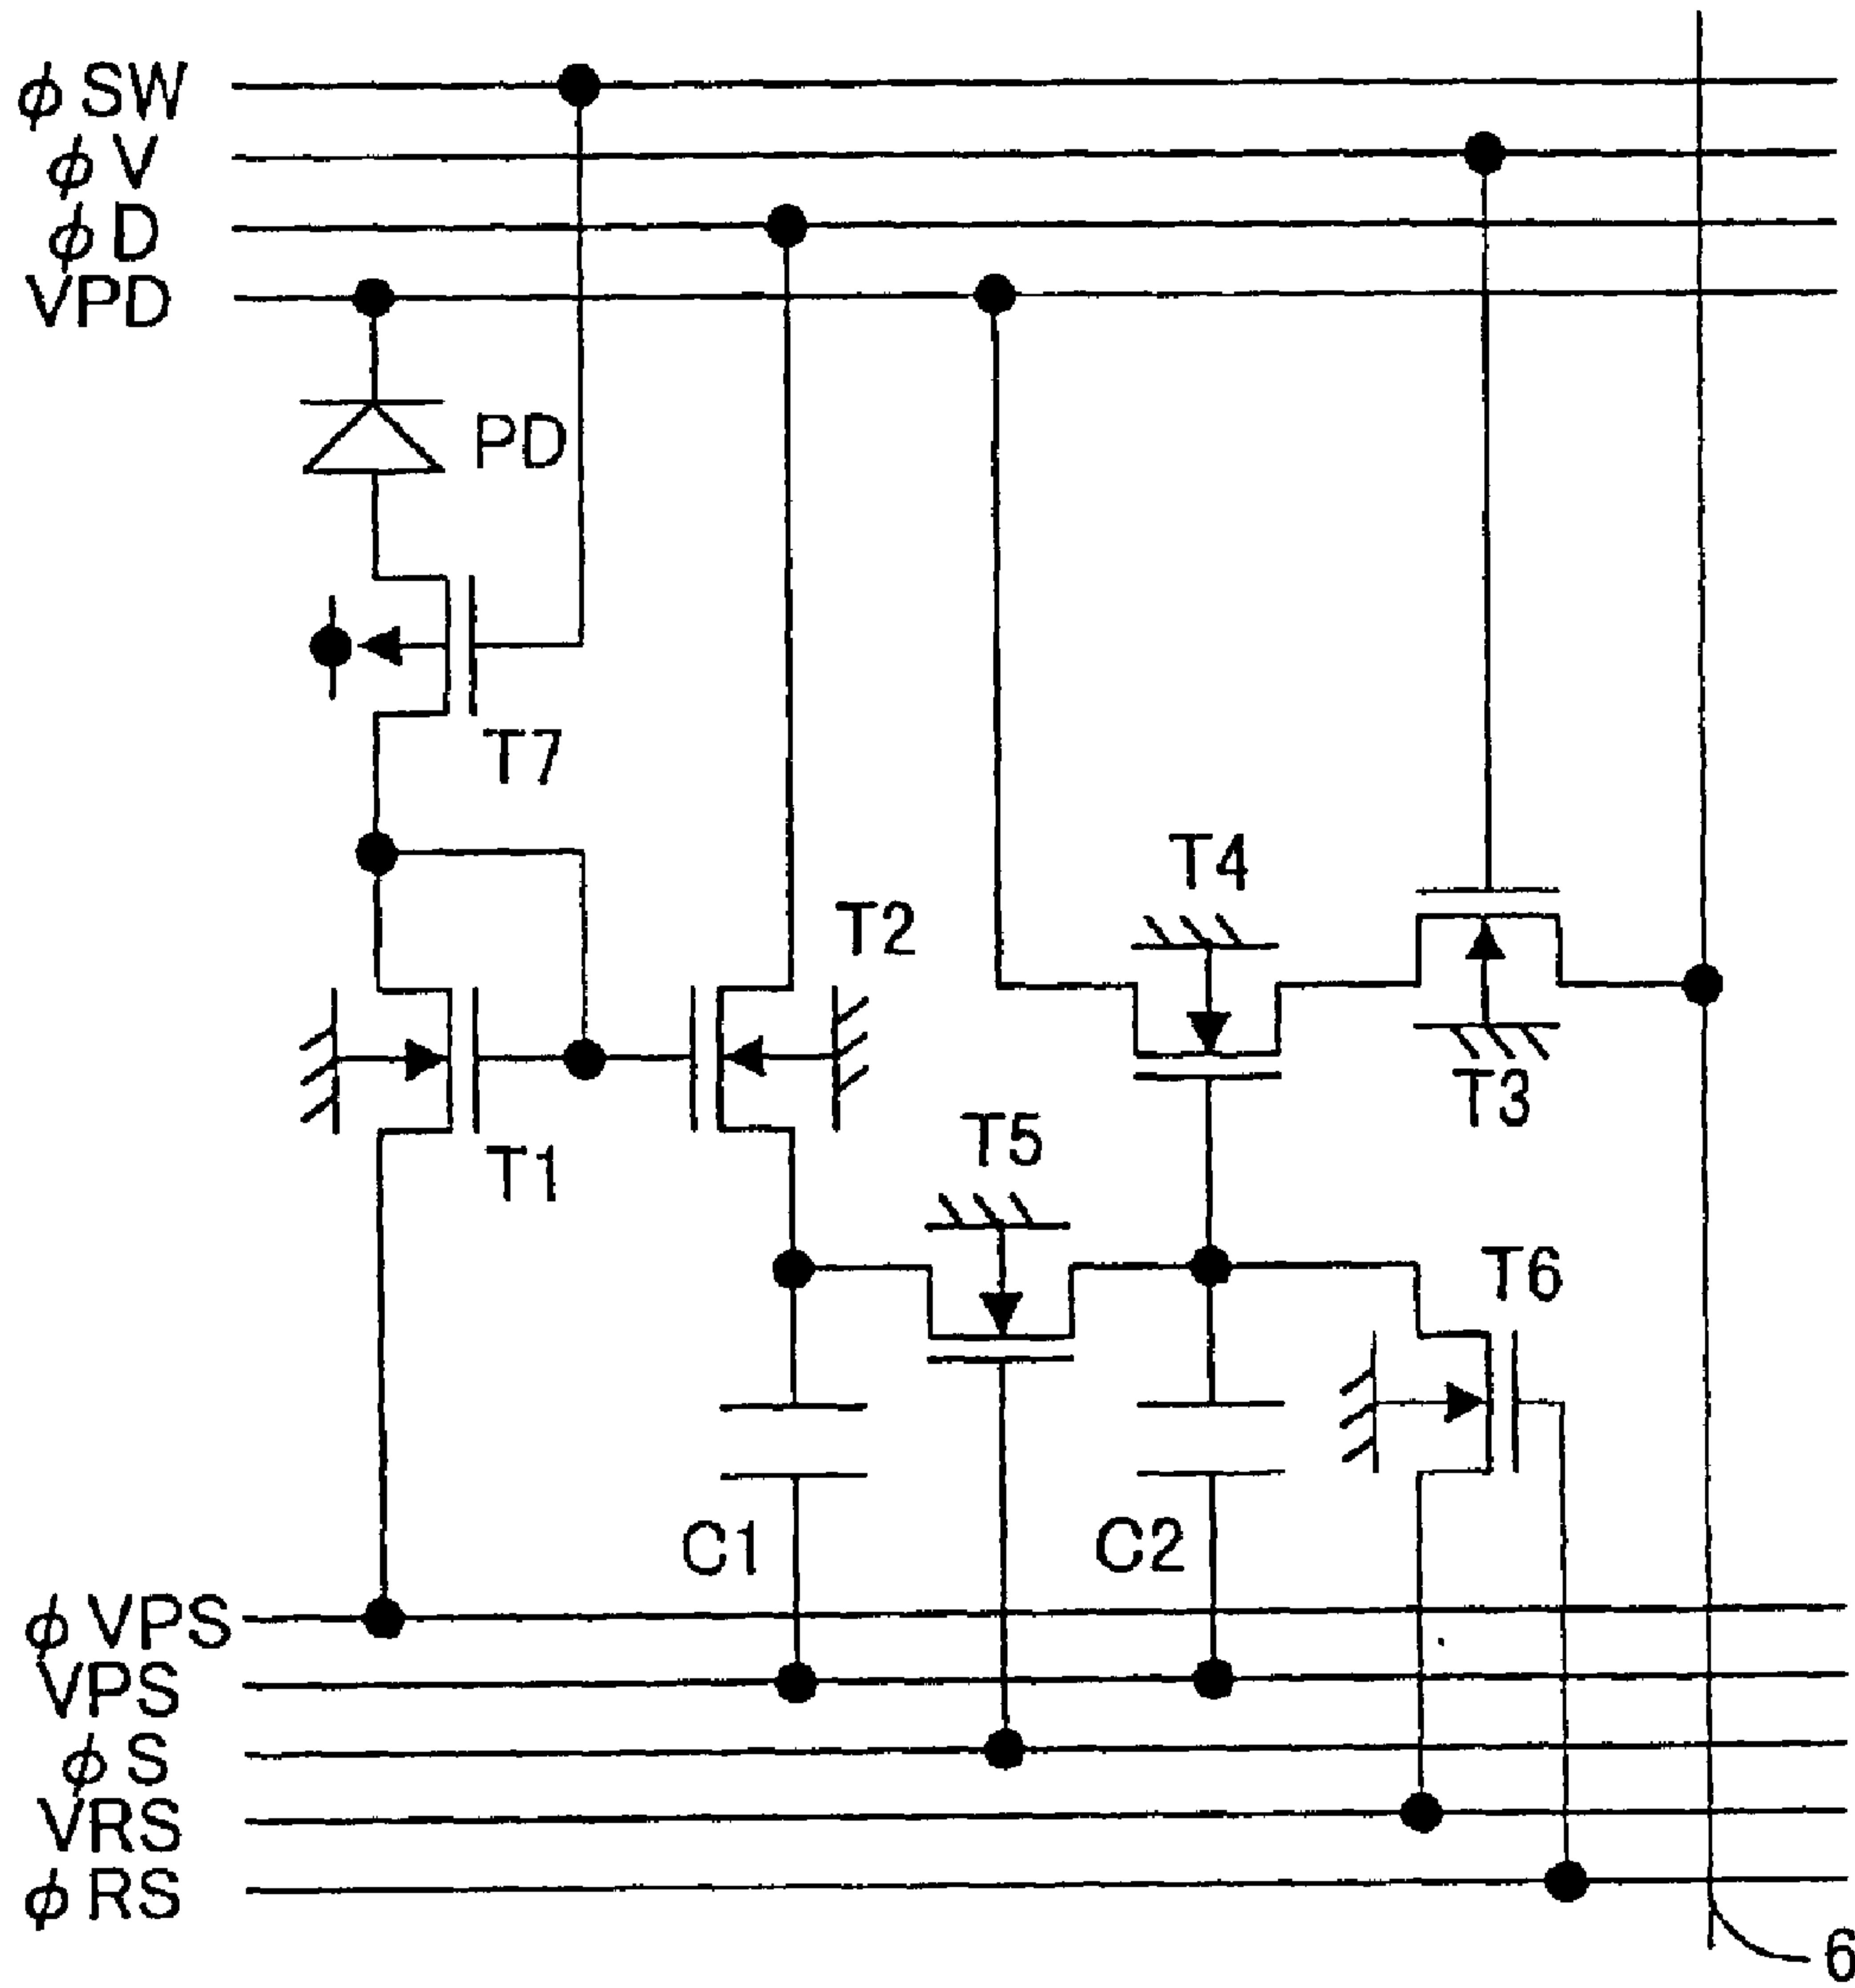 ϕSW
ϕV
ϕD
VPD
PD
T7
T4
T2
T3
T1
T5
T6
C1
C2
ϕVPS
VPS
ϕS
VRS
ϕRS
6